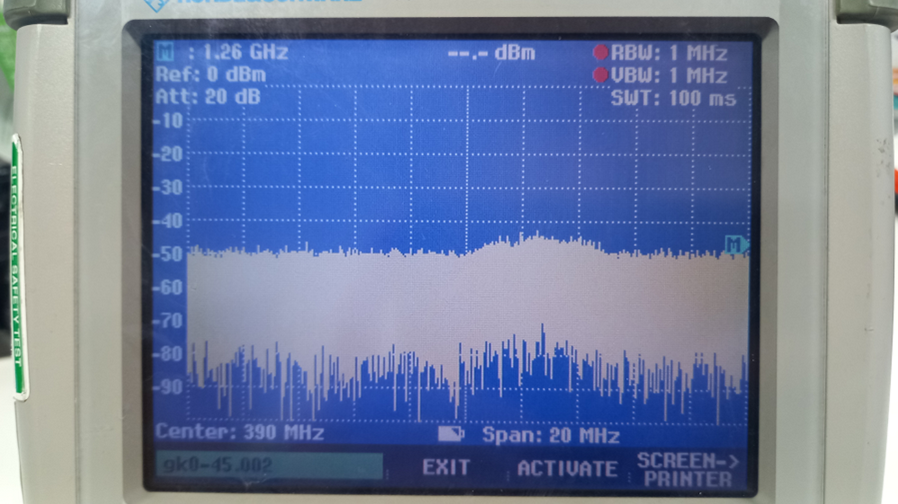 M : 1.26 GHz --.- dBm RBW: 1 MHz
Ref: 0 dBm VBW: 1 MHz
Att: 20 dB SWT: 100 ms
-10
-20
-30
-40
M
-50
-60
-70
-80
-90
Center: 390 MHz Span: 20 MHz
gk0-45.002 EXIT ACTIVATE SCREEN->
PRINTER
ELECTRICAL SAFETY TEST